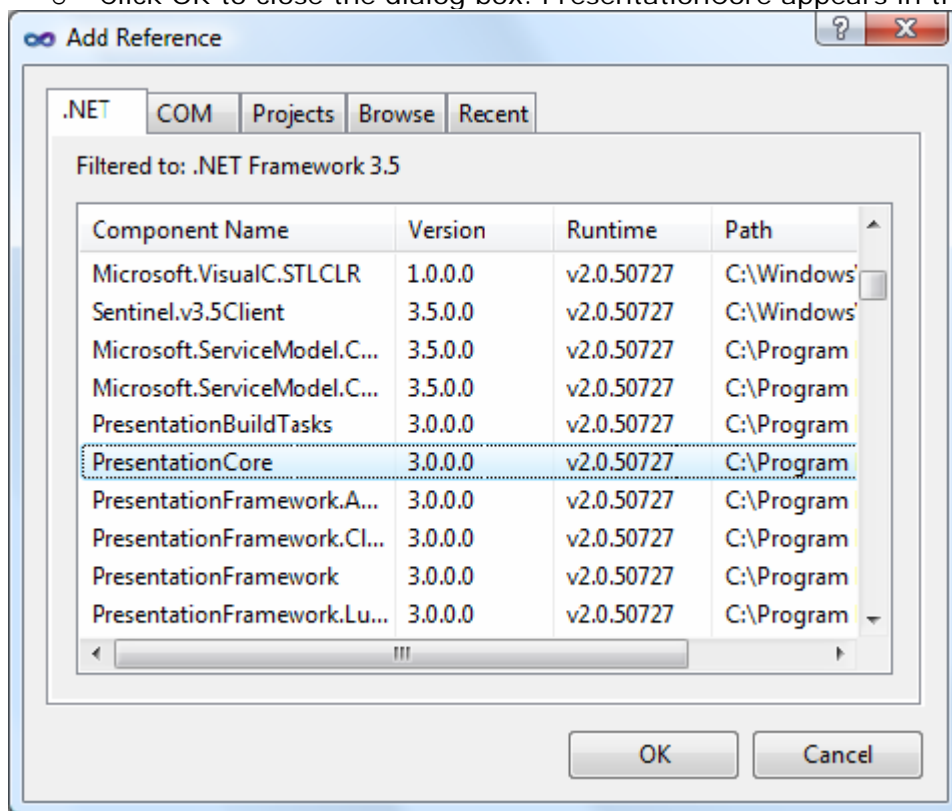 Click OK to close the dialog box. PresentationCore appears in th
Add Reference
.NET COM Projects Browse Recent
Filtered to: .NET Framework 3.5
Component Name Version Runtime Path
Microsoft.VisualC.STLCLR 1.0.0.0 v2.0.50727 C:\Windows
Sentinel.v3.5Client 3.5.0.0 v2.0.50727 C:\Windows
Microsoft.ServiceModel.C... 3.5.0.0 v2.0.50727 C:\Program
Microsoft.ServiceModel.C... 3.5.0.0 v2.0.50727 C:\Program
PresentationBuildTasks 3.0.0.0 v2.0.50727 C:\Program
PresentationCore 3.0.0.0 v2.0.50727 C:\Program
PresentationFramework.A... 3.0.0.0 v2.0.50727 C:\Program
PresentationFramework.Cl... 3.0.0.0 v2.0.50727 C:\Program
PresentationFramework 3.0.0.0 v2.0.50727 C:\Program
PresentationFramework.Lu... 3.0.0.0 v2.0.50727 C:\Program
OK Cancel